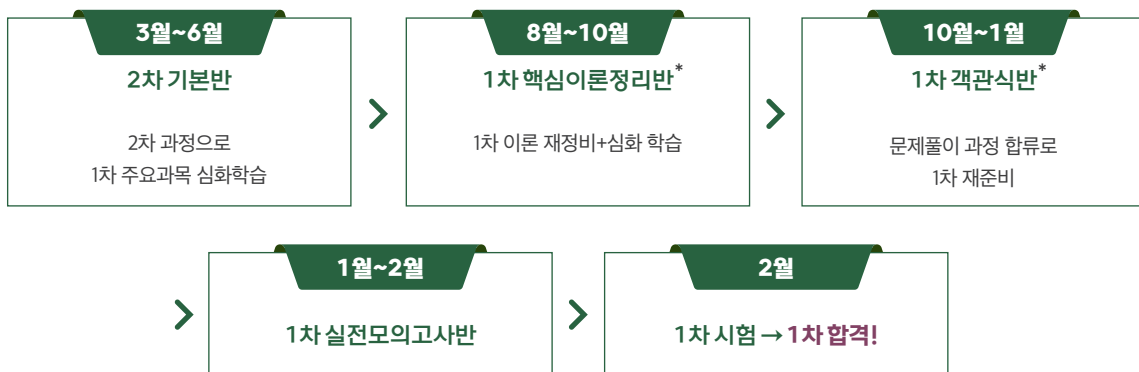 3월~6월
2차 기본반
2차 과정으로
1차 주요과목 심화학습
8월~10월
1차 핵심이론정리반*
1차 이론 재정비+심화 학습
10월~1월
1차 객관식반*
문제풀이 과정 합류로
1차 재준비
1월~2월
1차 실전모의고사반
2월
1차 시험 → 1차 합격!